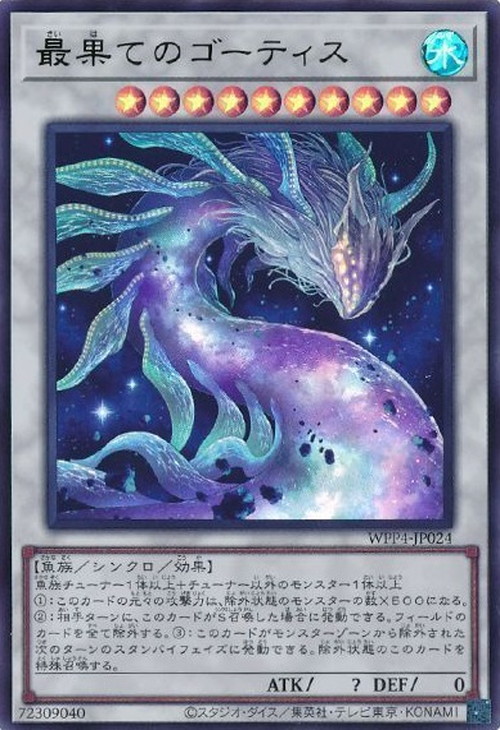 最果てのゴーティス
水
WPP4-JP024
【魚族／シンクロ／効果】
魚族チューナー1体以上＋チューナー以外のモンスター1体以上
①：このカードの元々の攻撃力は、除外状態のモンスターの数×５００になる。
②：相手ターンに、このカードがＳ召喚した場合に発動できる。フィールドの
カードを全て除外する。③：このカードがモンスターゾーンから除外された
次のターンのスタンバイフェイズに発動できる。除外状態のこのカードを
特殊召喚する。
ATK/ ? DEF/ 0
72309040
©スタジオ・ダイス／集英社・テレビ東京・KONAMI